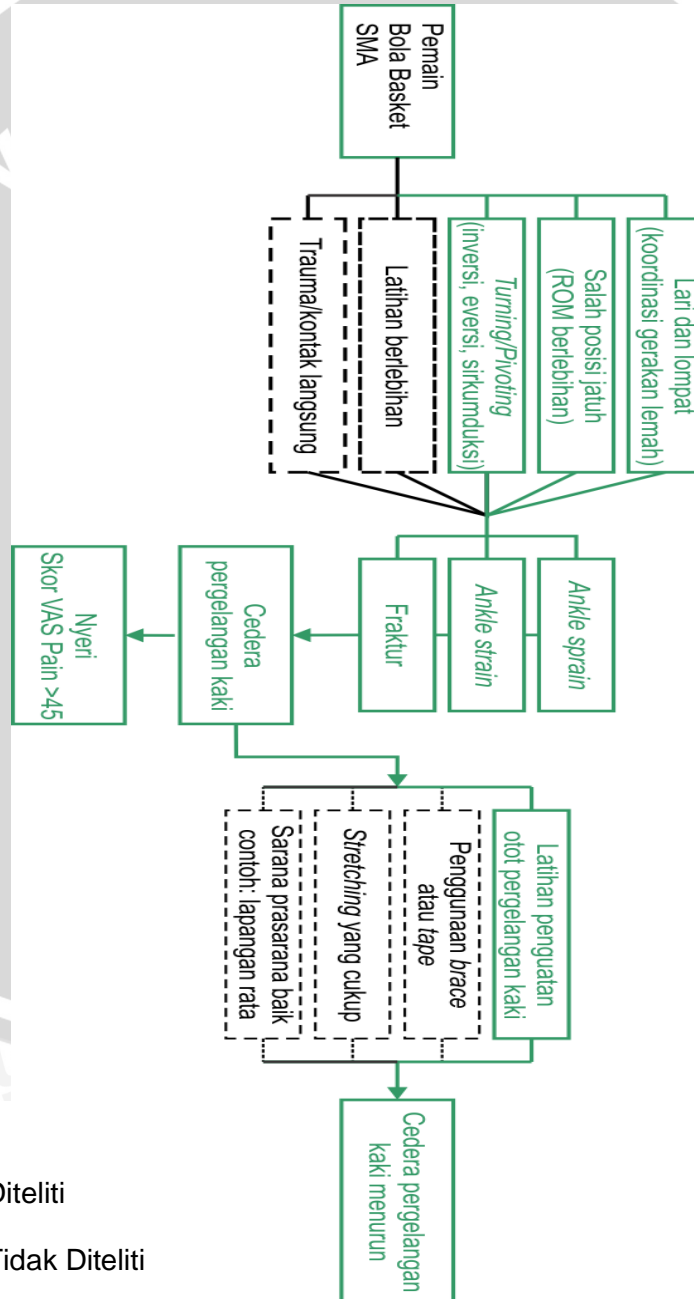 Pemain
Bola Basket
SMA
Lari dan lompat
(koordinasi gerakan lemah)
Salah posisi jatuh
(ROM berlebihan)
Turning/Pivoting
(inversi, eversi, sirkumduksi)
Latihan berlebihan
Trauma/kontak langsung
Ankle sprain
Ankle strain
Fraktur
Cedera
pergelangan kaki
Nyeri
Skor VAS Pain >45
Latihan penguatan
otot pergelangan kaki
Penggunaan brace
atau tape
Stretching yang cukup
Sarana prasarana baik
contoh: lapangan rata
Cedera pergelangan
kaki menurun
Diteliti
Tidak Diteliti